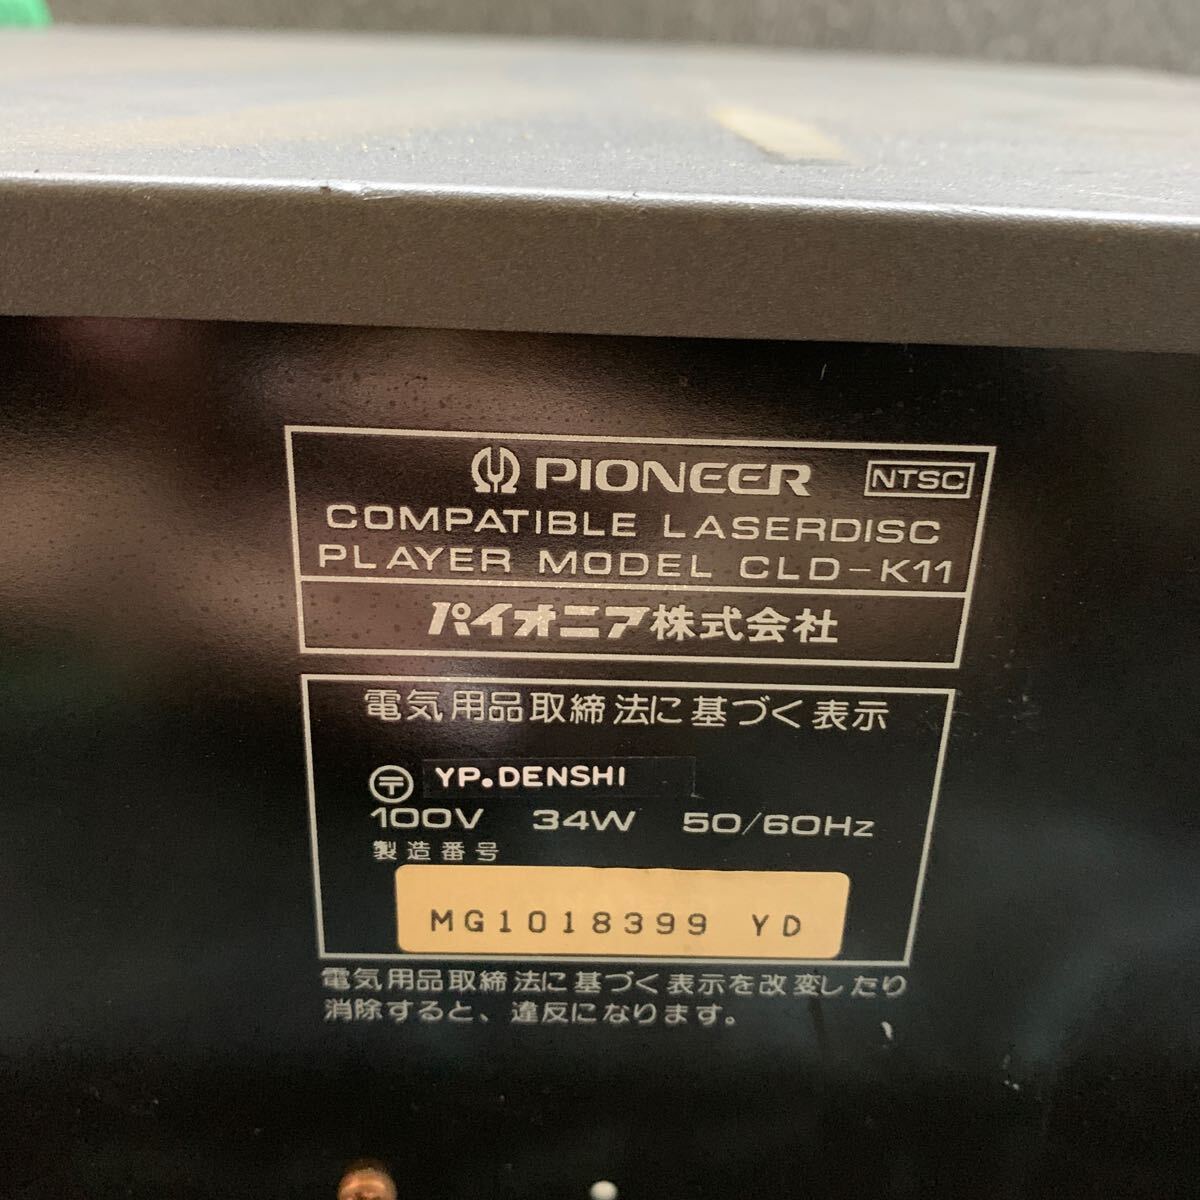 PIONEER NTSC
COMPATIBLE LASERDISC
PLAYER MODEL CLD-K11
パイオニア株式会社
電気用品取締法に基づく表示
〒 YP.DENSHI
100V 34W 50/60Hz
製造番号
MG1018399 YD
電気用品取締法に基づく表示を改変したり
消除すると、違反になります。